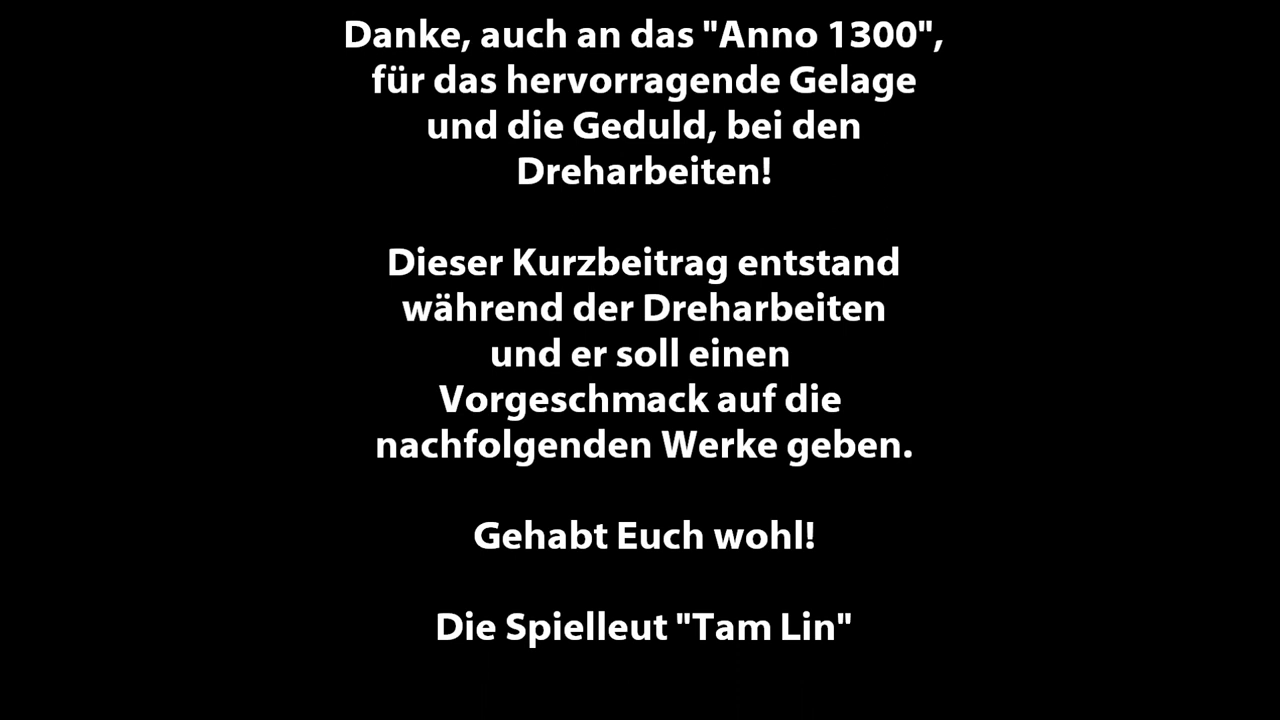 Danke, auch an das "Anno 1300",
für das hervorragende Gelage
und die Geduld, bei den
Dreharbeiten!
Dieser Kurzbeitrag entstand
während der Dreharbeiten
und er soll einen
Vorgeschmack auf die
nachfolgenden Werke geben.
Gehabt Euch wohl!
Die Spielleut "Tam Lin"